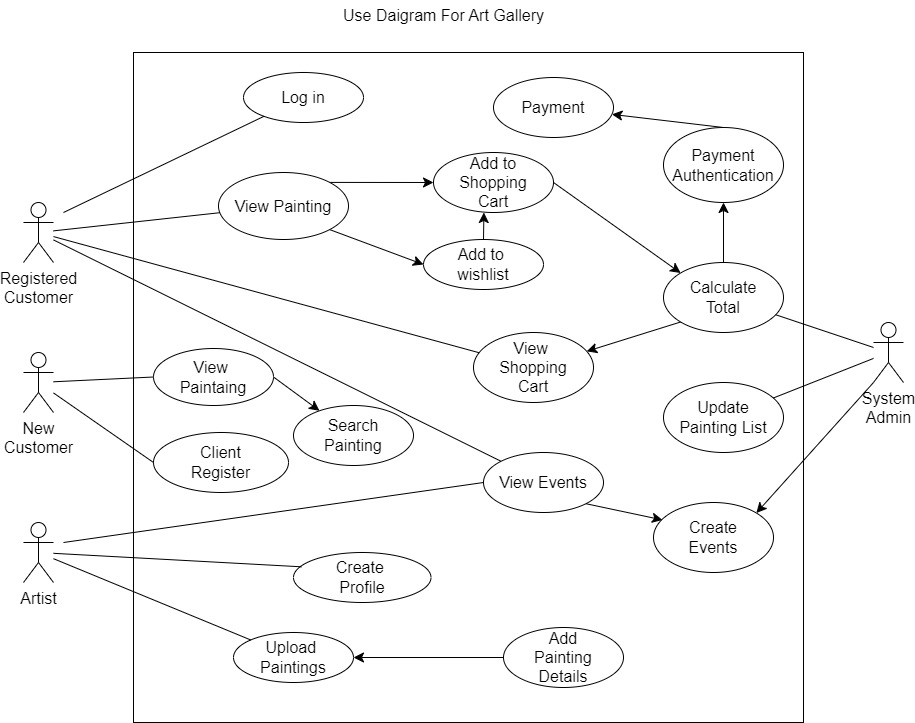 Use Daigram For Art Gallery
Log in
Payment
Payment
Authentication
Add to
Shopping
Cart
View Painting
Add to
wishlist
Registered
Customer
Calculate
Total
View
Shopping
Cart
System
Admin
View
Paintaing
New
Customer
Search
Painting
Update
Painting List
Client
Register
View Events
Create
Events
Artist
Create
Profile
Upload
Paintings
Add
Painting
Details